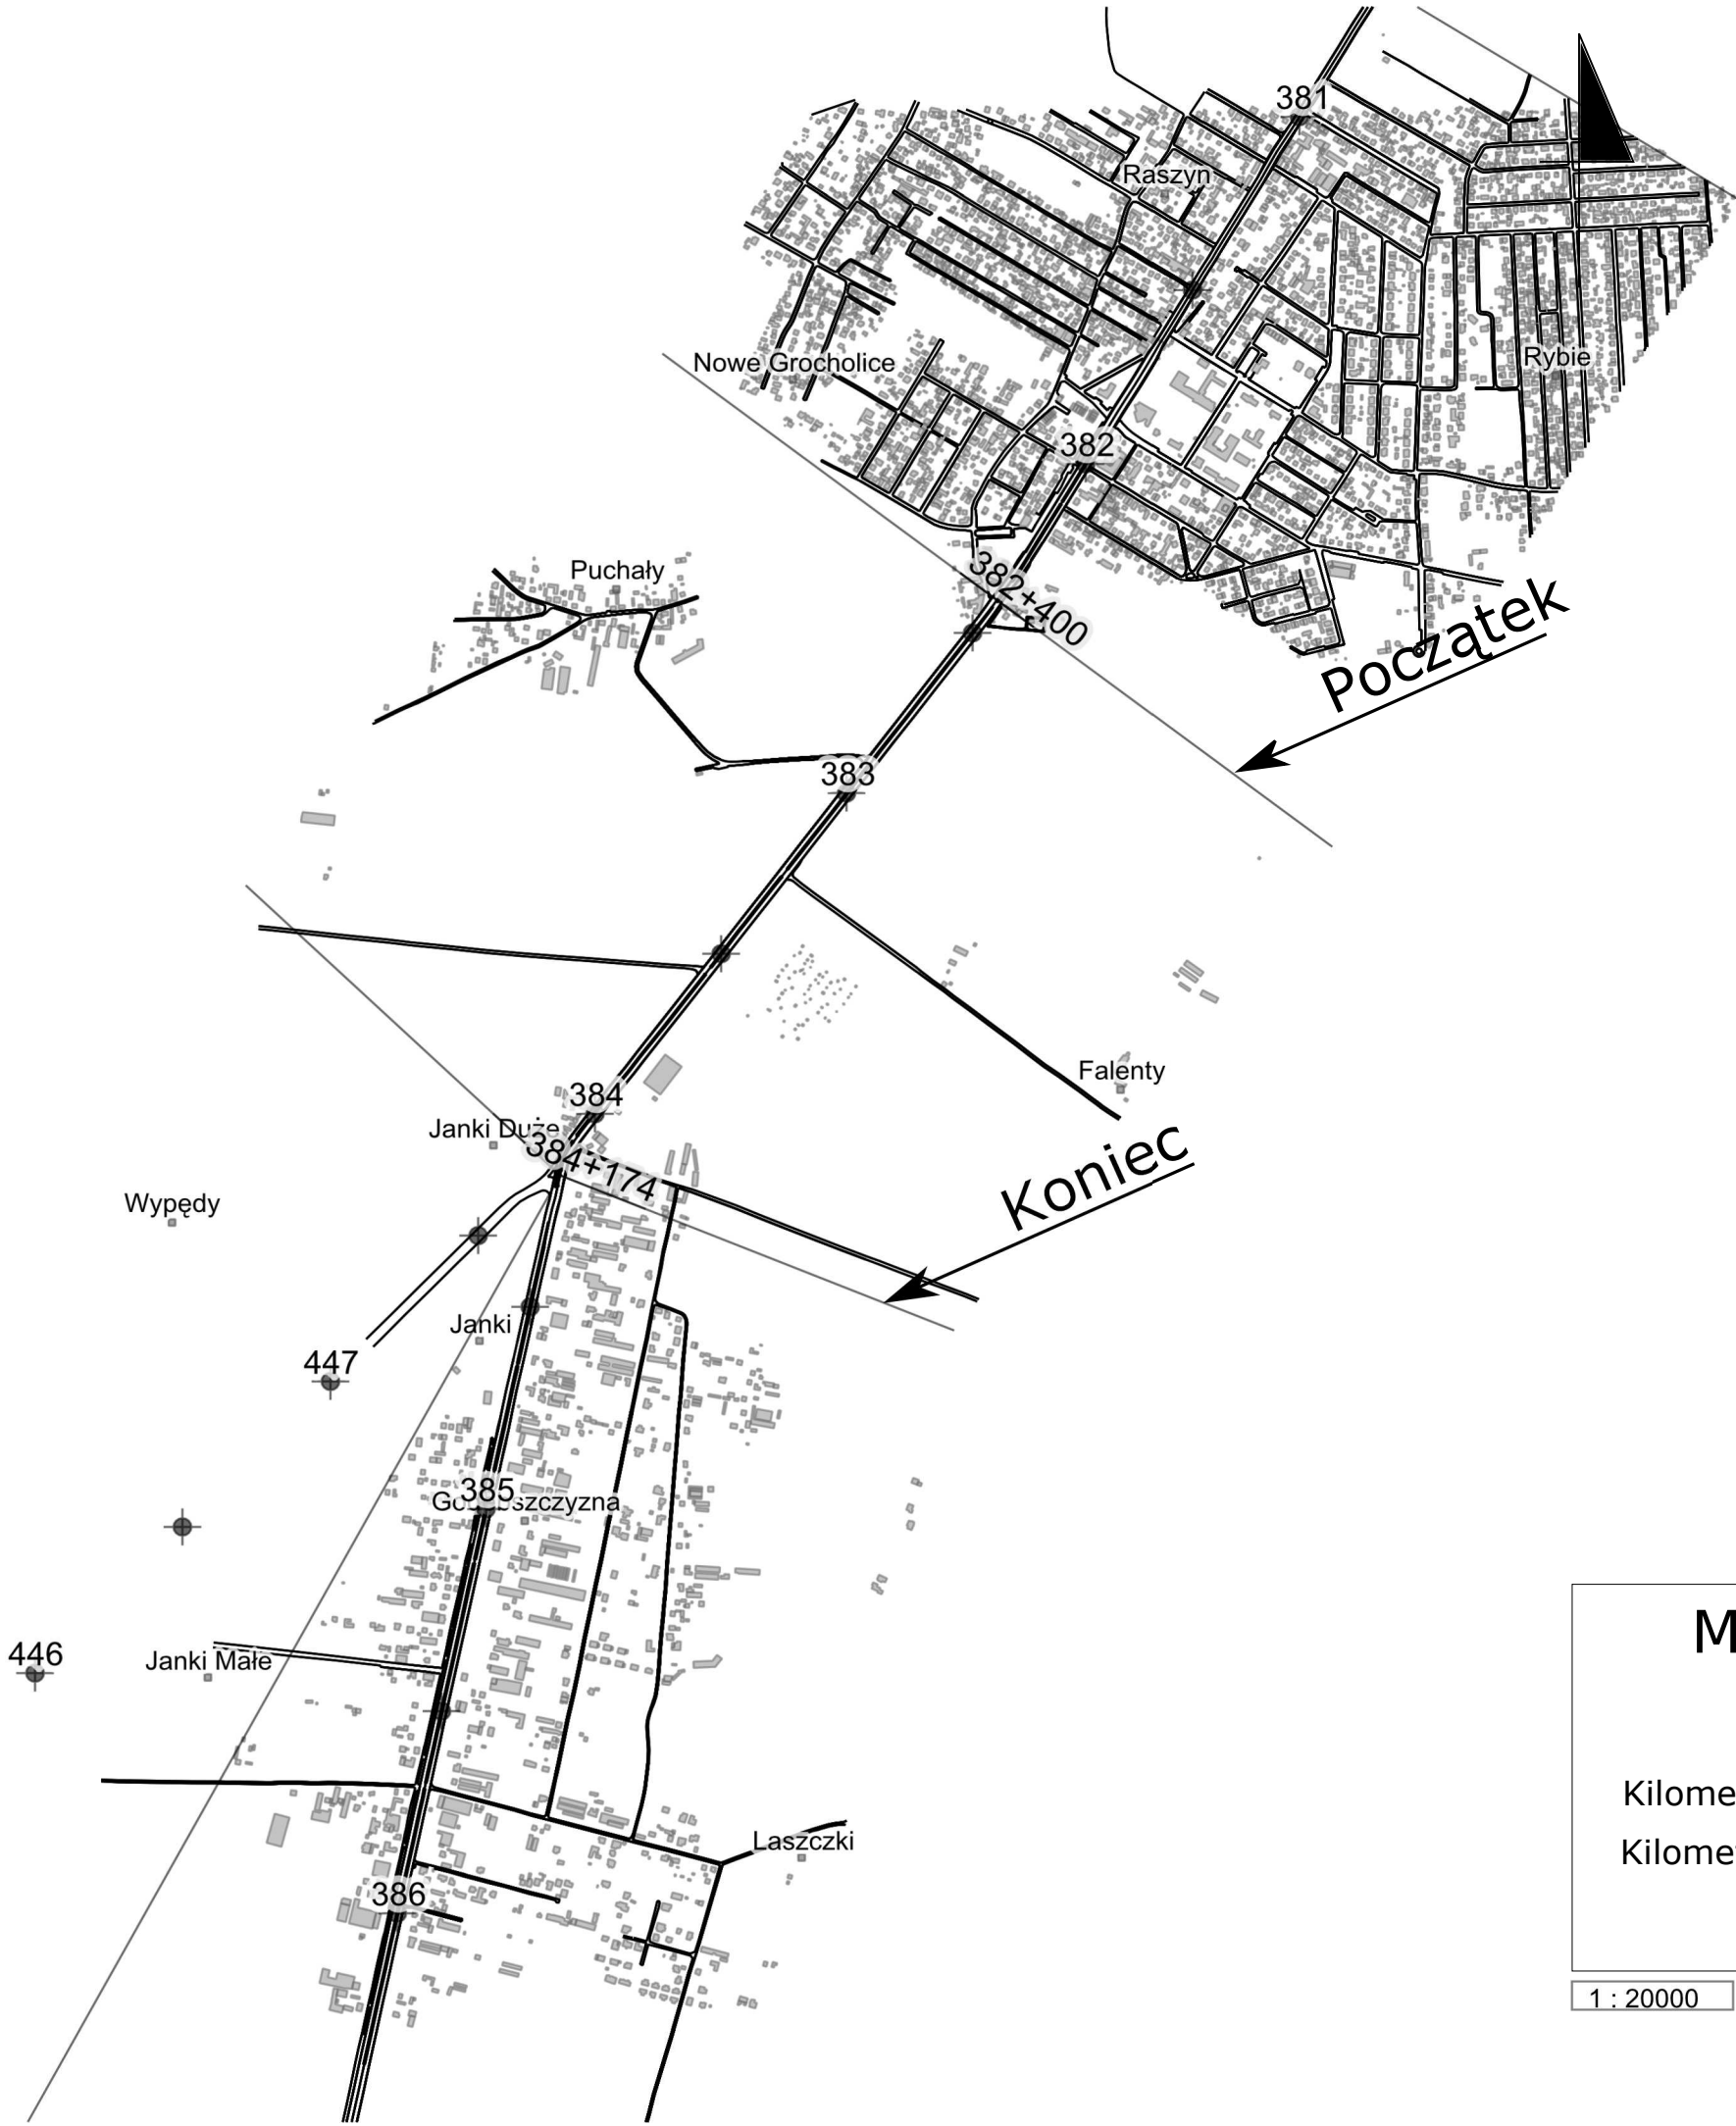 381
Raszyn
Nowe Grocholice
Rybie
382
Puchały
382+400
Początek
383
Falenty
384
Janki Duże
384+174
Koniec
Wypędy
Janki
447
385
446
Janki Małe
M
Kilome
Kilome
Laszczki
386
1 : 20000